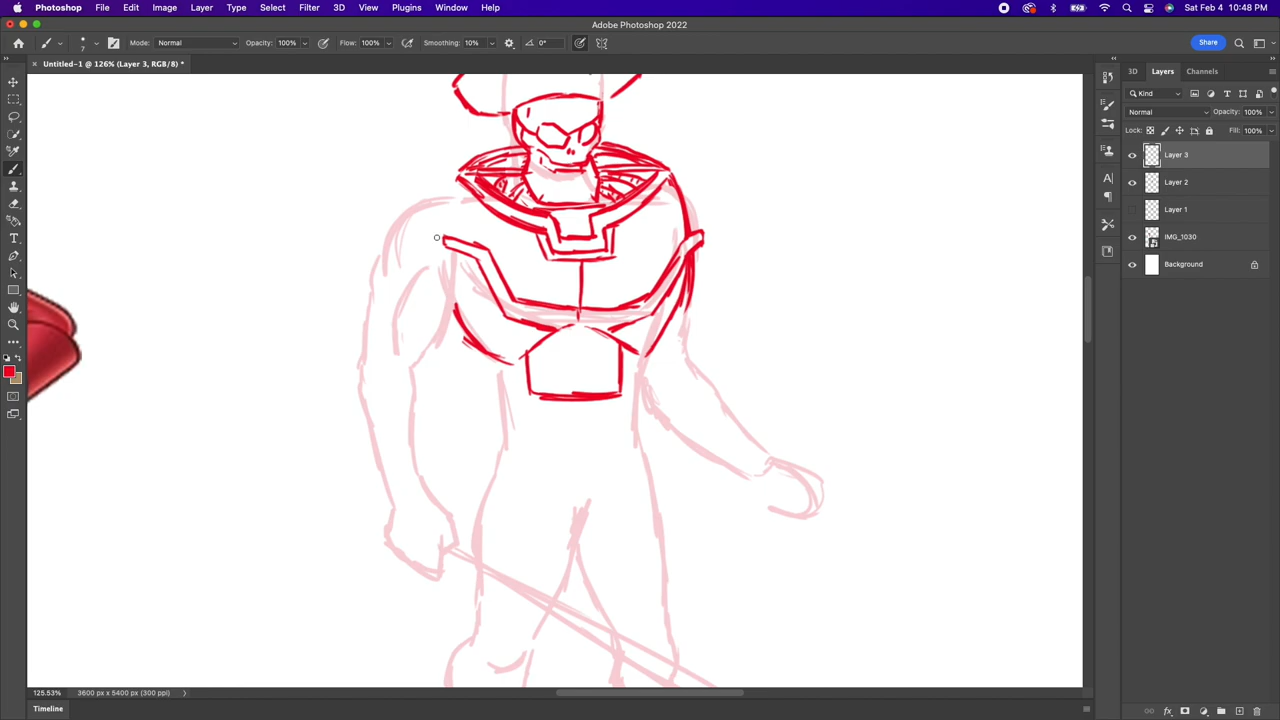 Photoshop File Edit Image Layer Type Select Filter 3D View Plugins Window Help Sat Feb 4 10:48 PM
Adobe Photoshop 2022
7 Mode: Normal Opacity: 100% Flow: 100% Smoothing: 10% 0° Share
Untitled-1 @ 126% (Layer 3, RGB/8) *
3D Layers Channels
Kind
Normal Opacity: 100%
Lock: Fill: 100%
Layer 3
Layer 2
Layer 1
IMG_1030
Background
125.53% 3600 px x 5400 px (300 ppi)
Timeline